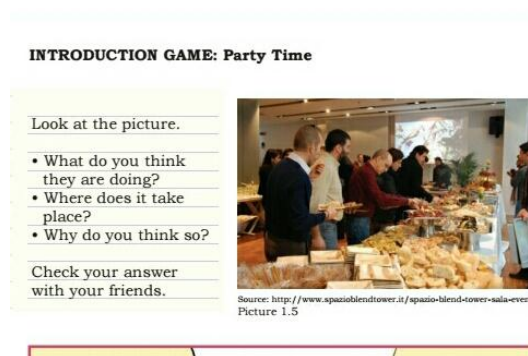 INTRODUCTION GAME: Party Time
Look at the picture.
• What do you think
they are doing?
• Where does it take
place?
• Why do you think so?
Check your answer
with your friends.
Source: http://www.spazioblendtower.it/spazio-blend-tower-sala-even
Picture 1.5